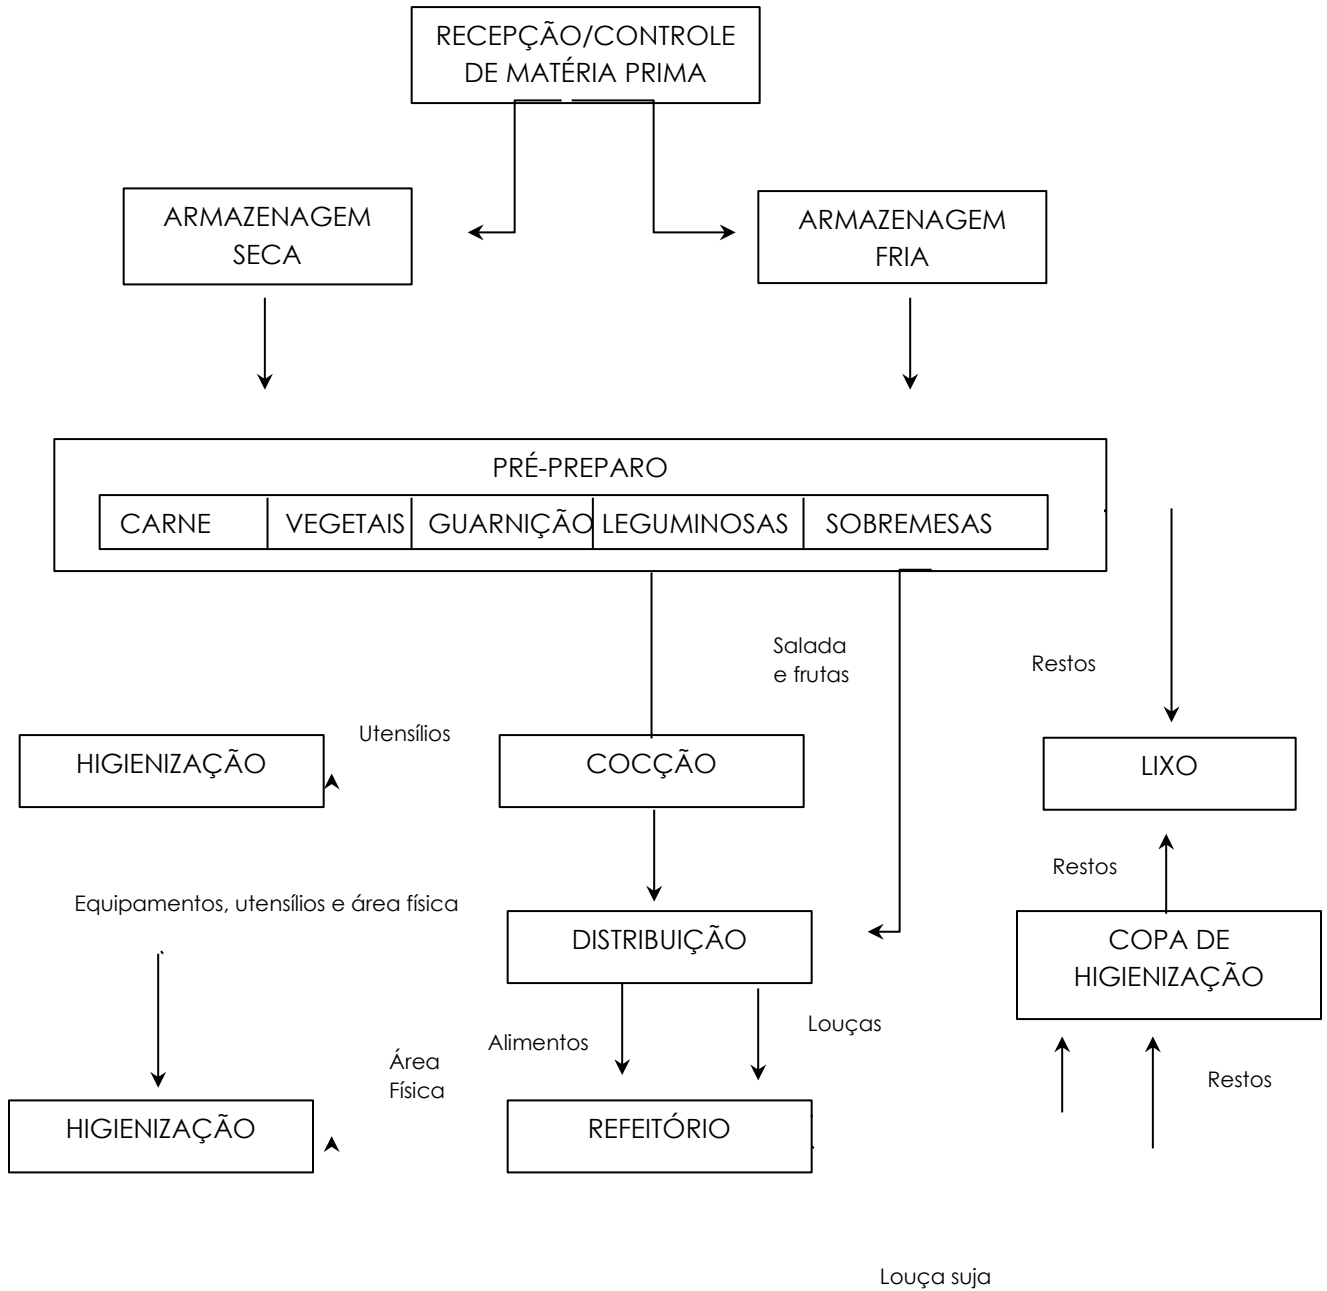 RECEPÇÃO/CONTROLE
DE MATÉRIA PRIMA
ARMAZENAGEM
SECA
ARMAZENAGEM
FRIA
PRÉ-PREPARO
CARNE
VEGETAIS
GUARNIÇÃO
LEGUMINOSAS
SOBREMESAS
Salada
e frutas
Restos
Utensílios
HIGIENIZAÇÃO
COCÇÃO
LIXO
Restos
Equipamentos, utensílios e área física
DISTRIBUIÇÃO
COPA DE
HIGIENIZAÇÃO
Louças
Alimentos
Área
Física
Restos
HIGIENIZAÇÃO
REFEITÓRIO
Louça suja